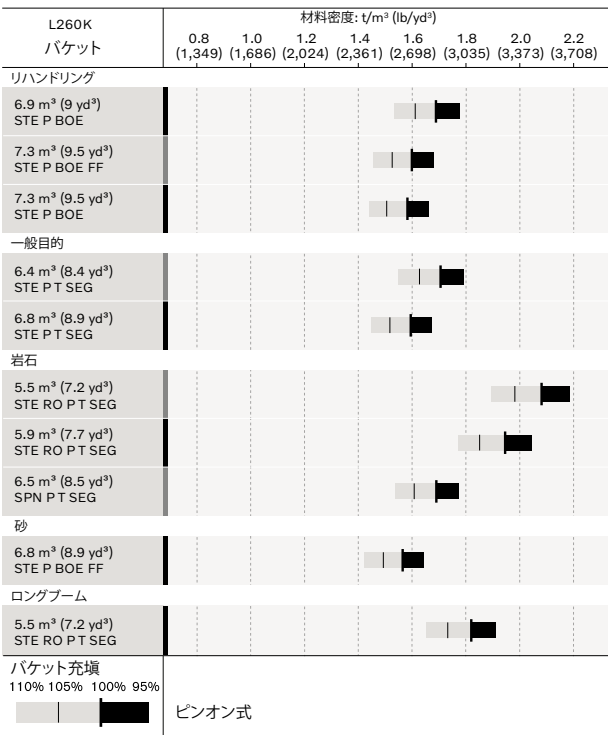 L260K
バケット
材料密度: t/m³ (lb/yd³)
0.8 1.0 1.2 1.4 1.6 1.8 2.0 2.2
(1,349) (1,686) (2,024) (2,361) (2,698) (3,035) (3,373) (3,708)
リハンドリング
6.9 m³ (9 yd³)
STE P BOE
7.3 m³ (9.5 yd³)
STE P BOE FF
7.3 m³ (9.5 yd³)
STE P BOE
一般目的
6.4 m³ (8.4 yd³)
STE P T SEG
6.8 m³ (8.9 yd³)
STE P T SEG
岩石
5.5 m³ (7.2 yd³)
STE RO P T SEG
5.9 m³ (7.7 yd³)
STE RO P T SEG
6.5 m³ (8.5 yd³)
SPN P T SEG
砂
6.8 m³ (8.9 yd³)
STE P BOE FF
ロングブーム
5.5 m³ (7.2 yd³)
STE RO P T SEG
バケット充塡
110% 105% 100% 95%
ピンオン式